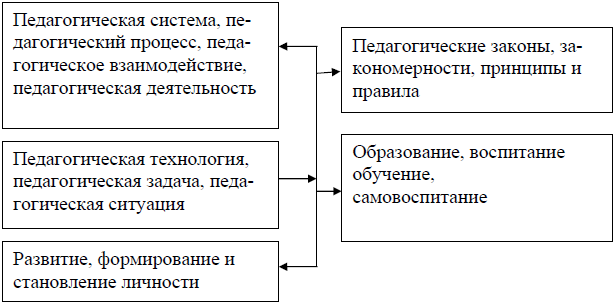 Педагогическая система, пе-
дагогический процесс, педа-
гогическое взаимодействие,
педагогическая деятельность
Педагогическая технология,
педагогическая задача, педа-
гогическая ситуация
Развитие, формирование и
становление личности
Педагогические законы, за-
кономерности, принципы и
правила
Образование, воспитание
обучение,
самовоспитание